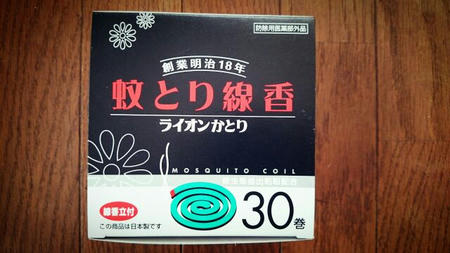 防除用医薬部外品
創業明治18年
蚊とり線香
ライオンかとり
MOSQUITO COIL
線香立付
30巻
この商品は日本製です